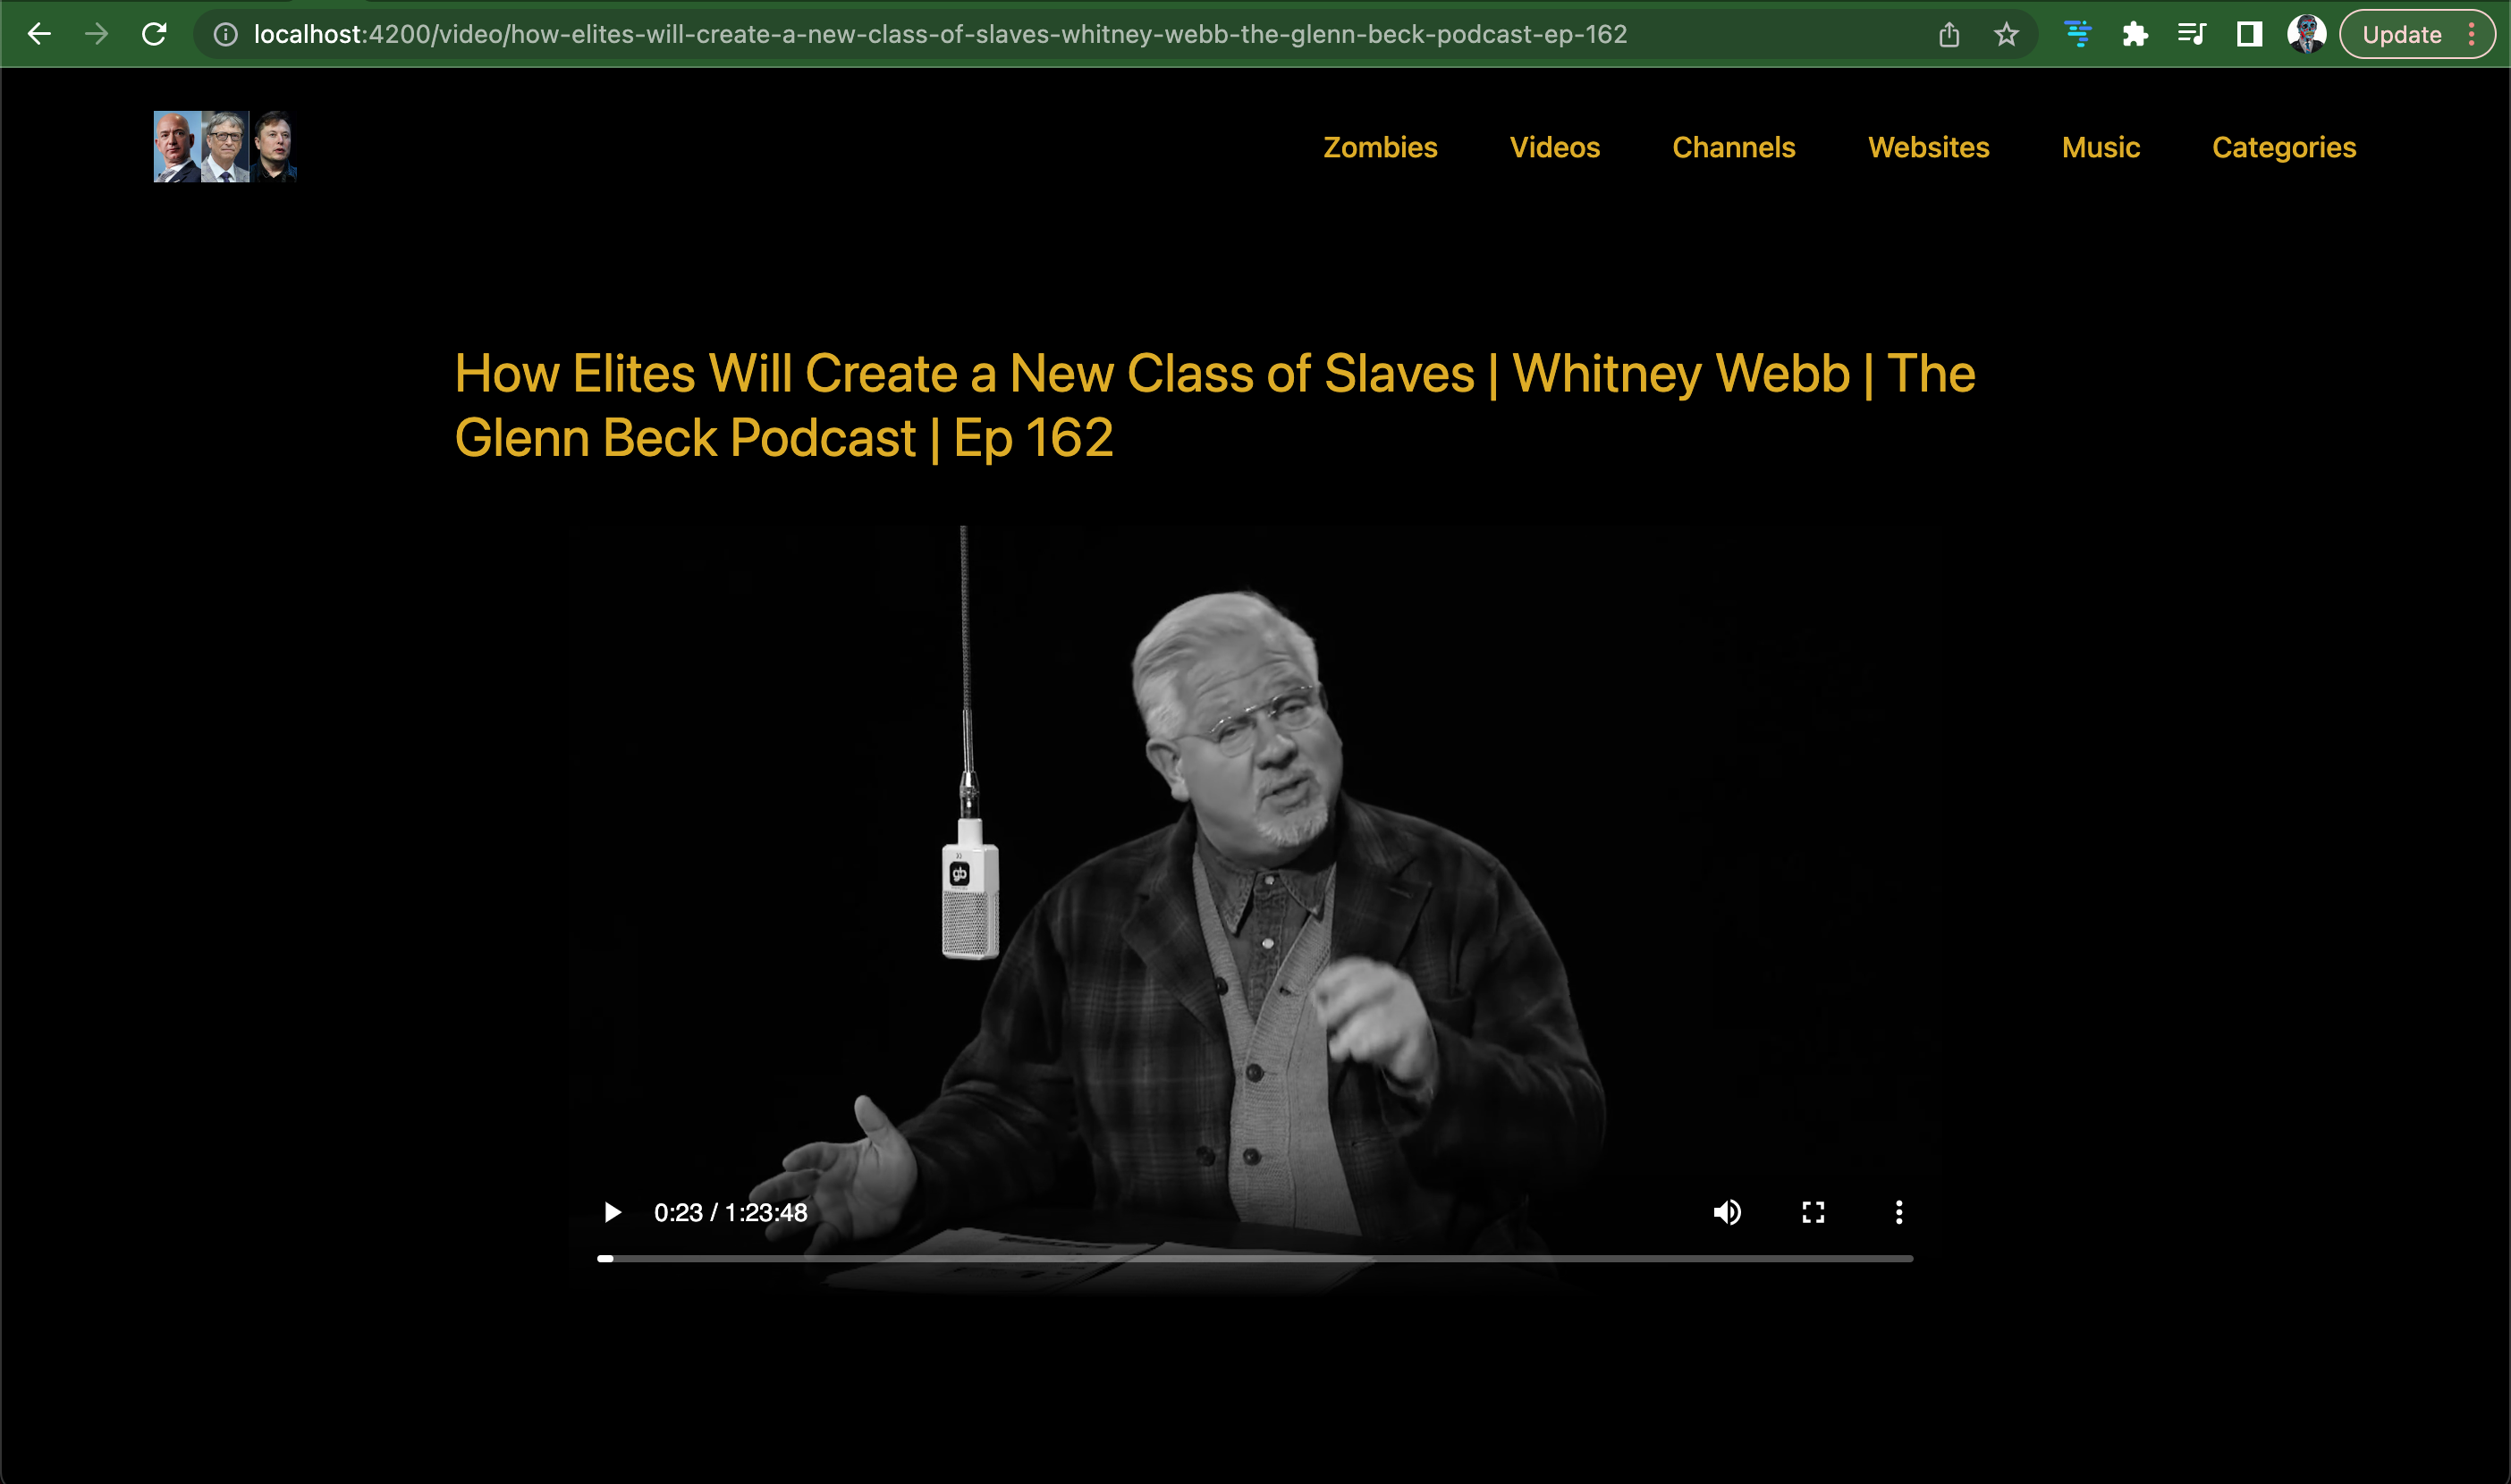 localhost:4200/video/how-elites-will-create-a-new-class-of-slaves-whitney-webb-the-glenn-beck-podcast-ep-162
Update
Zombies Videos Channels Websites Music Categories
How Elites Will Create a New Class of Slaves | Whitney Webb | The
Glenn Beck Podcast | Ep 162
gb
0:23 / 1:23:48